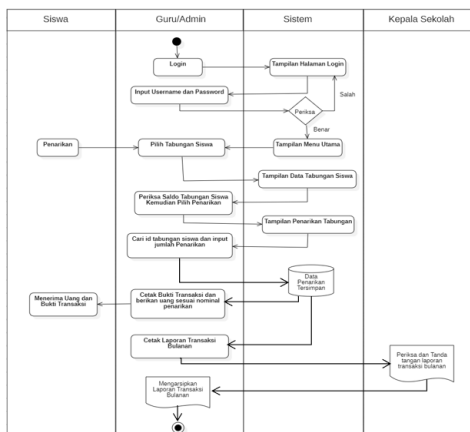 Siswa
Guru/Admin
Sistem
Kepala Sekolah
Login
Tampilan Halaman Login
Input Username dan Password
Salah
Periksa
Benar
Penarikan
Pilih Tabungan Siswa
Tampilan Menu Utama
Tampilan Data Tabungan Siswa
Periksa Saldo Tabungan Siswa
Kemudian Pilih Penarikan
Tampilan Penarikan Tabungan
Cari id tabungan siswa dan input
jumlah Penarikan
Data
Penarikan
Tersimpan
Menerima Uang dan
Bukti Transaksi
Cetak Bukti Transaksi dan
berikan uang sesuai nominal
penarikan
Cetak Laporan Transaksi
Bulanan
Periksa dan Tanda
tangan laporan
transaksi bulanan
Mengarsipkan
Laporan Transaksi
Bulanan